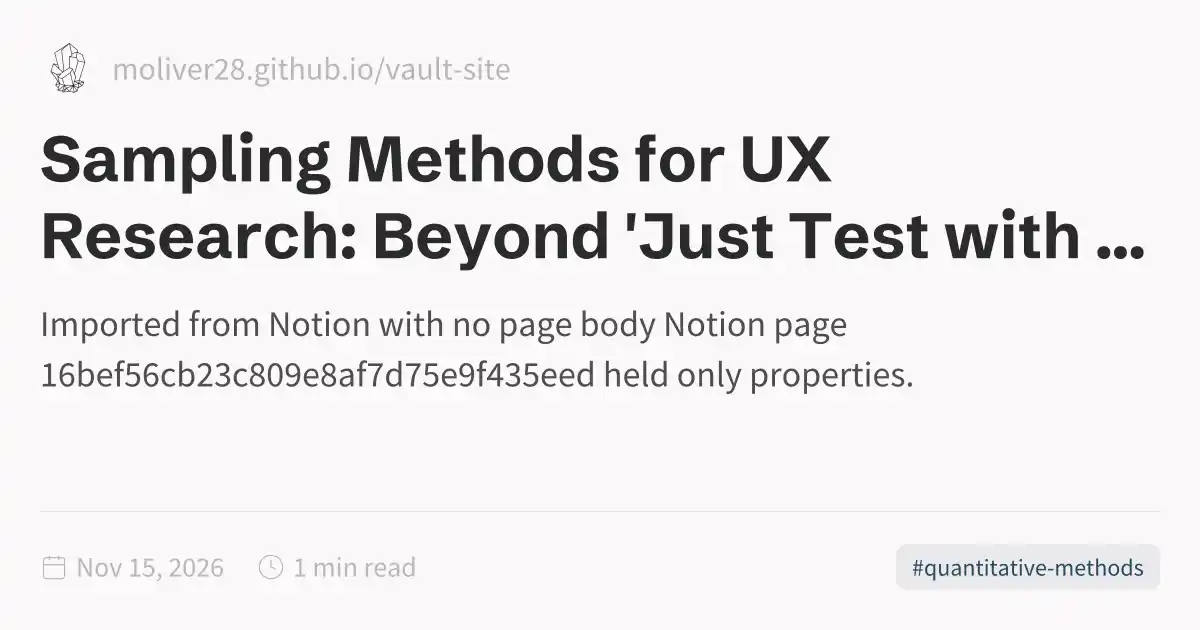 moliver28.github.io/vault-site
Sampling Methods for UX
Research: Beyond 'Just Test with ...
Imported from Notion with no page body Notion page
16bef56cb23c809e8af7d75e9f435eed held only properties.
Nov 15, 2026
1 min read
#quantitative-methods